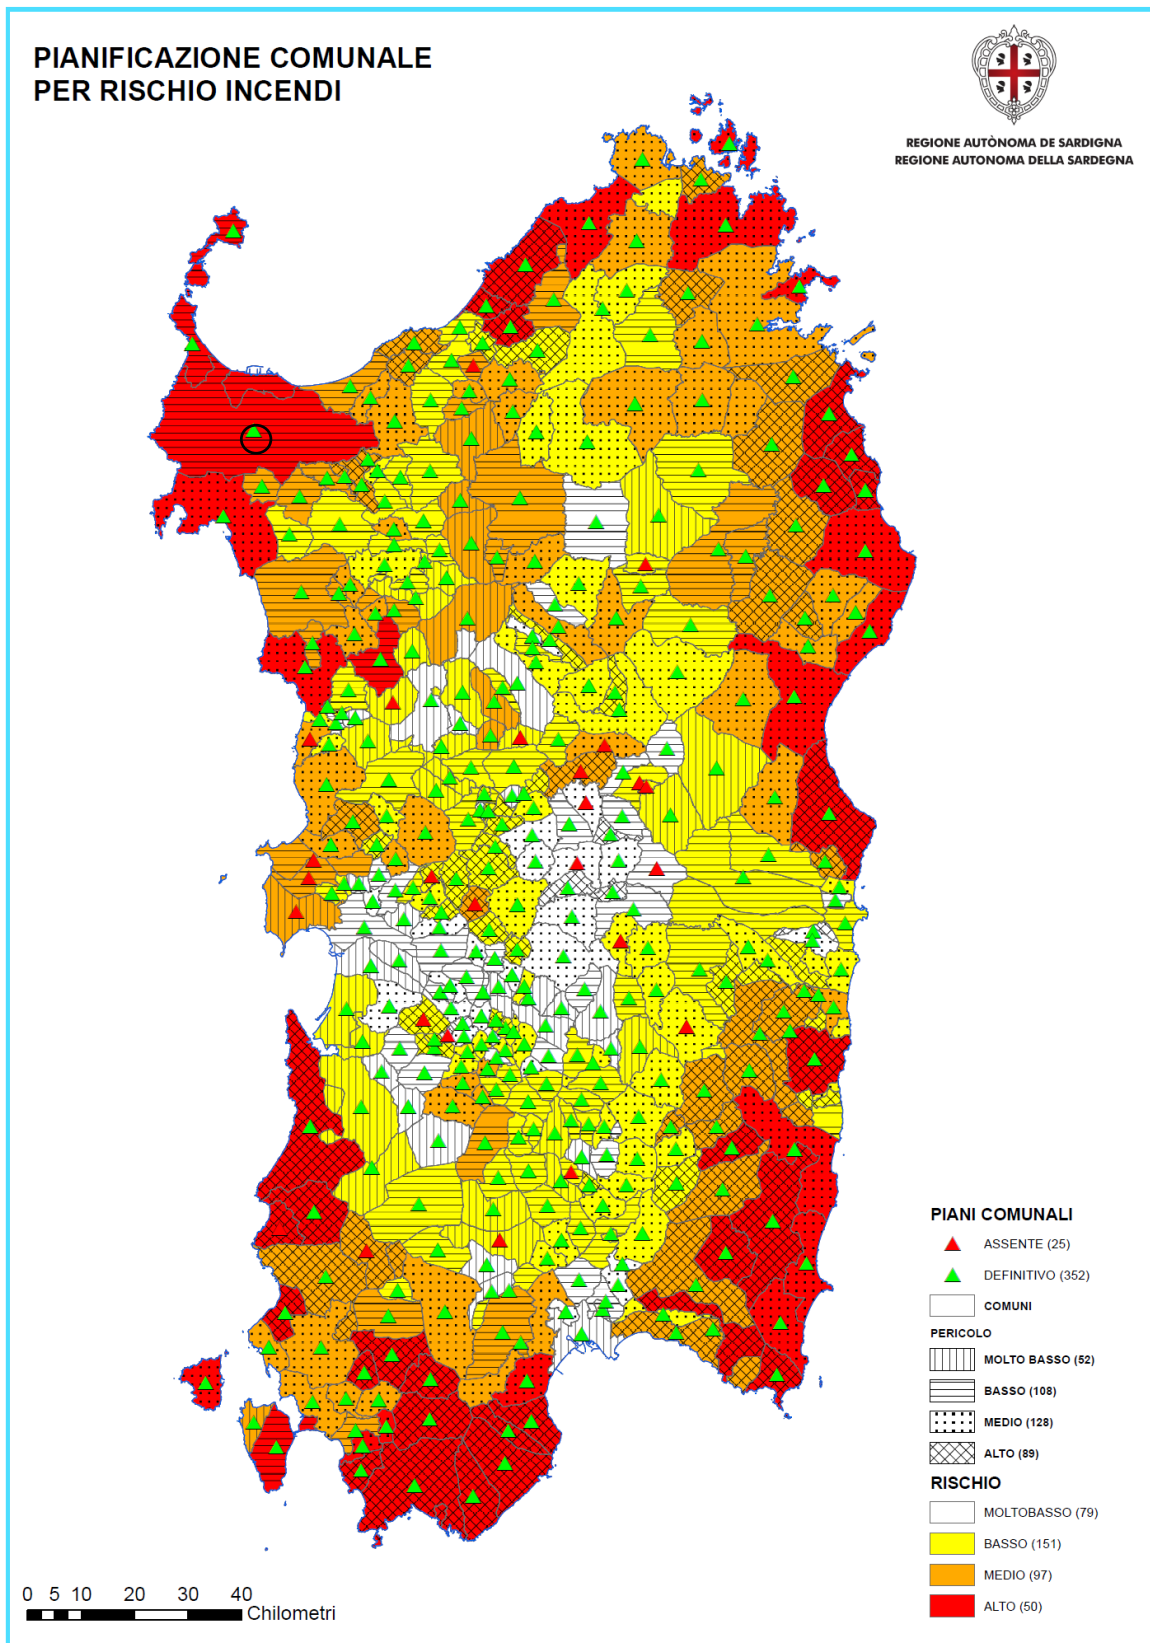 PIANIFICAZIONE COMUNALE
PER RISCHIO INCENDI
REGIONE AUTÒNOMA DE SARDIGNA
REGIONE AUTONOMA DELLA SARDEGNA
PIANI COMUNALI
ASSENTE (25)
DEFINITIVO (352)
COMUNI
PERICOLO
MOLTO BASSO (52)
BASSO (108)
MEDIO (128)
ALTO (89)
RISCHIO
MOLTOBASSO (79)
BASSO (151)
MEDIO (97)
ALTO (50)
0 5 10 20 30 40
Chilometri